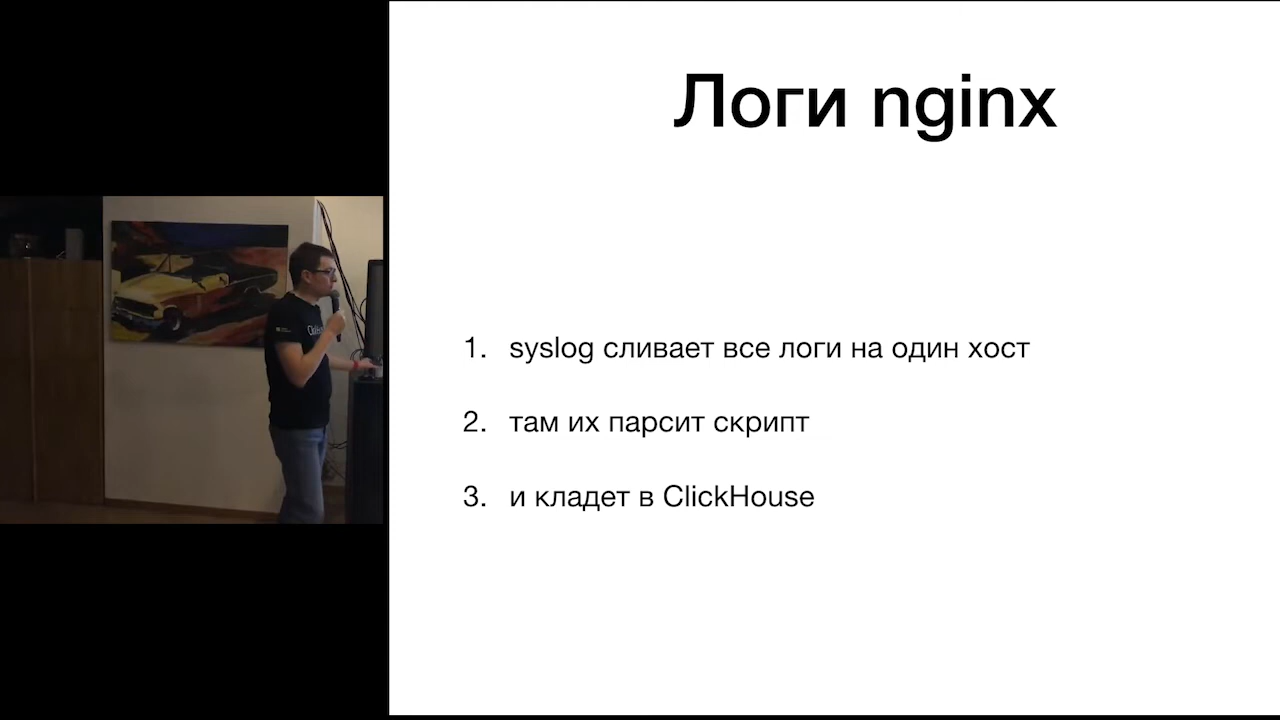 Логи nginx
1. syslog сливает все логи на один хост
2. там их парсит скрипт
3. и кладет в ClickHouse